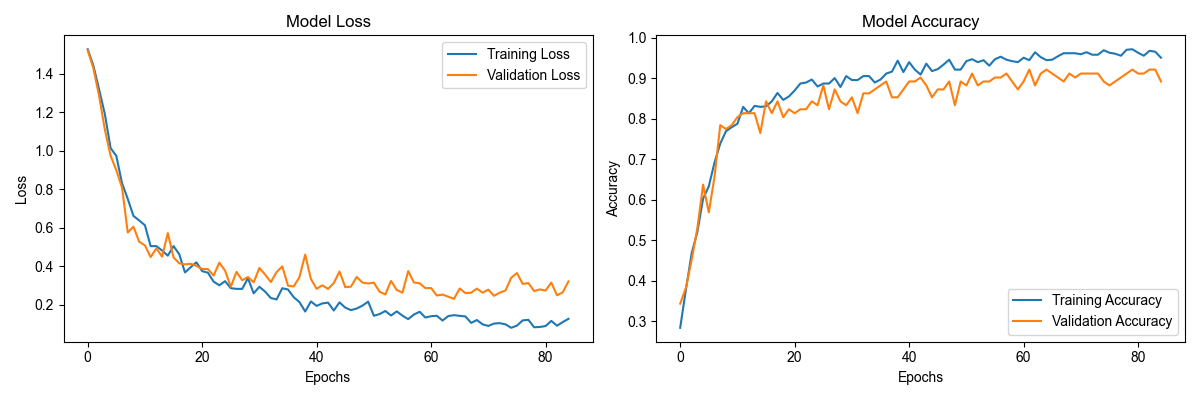 Model Loss
Training Loss
Validation Loss
Loss
1.4
1.2
1.0
0.8
0.6
0.4
0.2
0
20
40
60
80
Epochs
Model Accuracy
Training Accuracy
Validation Accuracy
Accuracy
1.0
0.9
0.8
0.7
0.6
0.5
0.4
0.3
0
20
40
60
80
Epochs